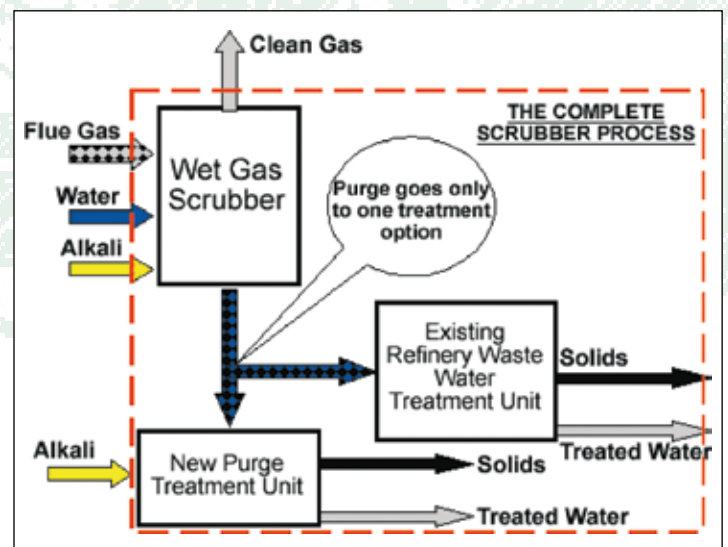 Clean Gas
THE COMPLETE
SCRUBBER PROCESS
Flue Gas
Wet Gas
Scrubber
Water
Alkali
Purge goes only
to one treatment
option
Existing
Refinery Waste
Water
Treatment Unit
Solids
Treated Water
Alkali
New Purge
Treatment Unit
Solids
Treated Water